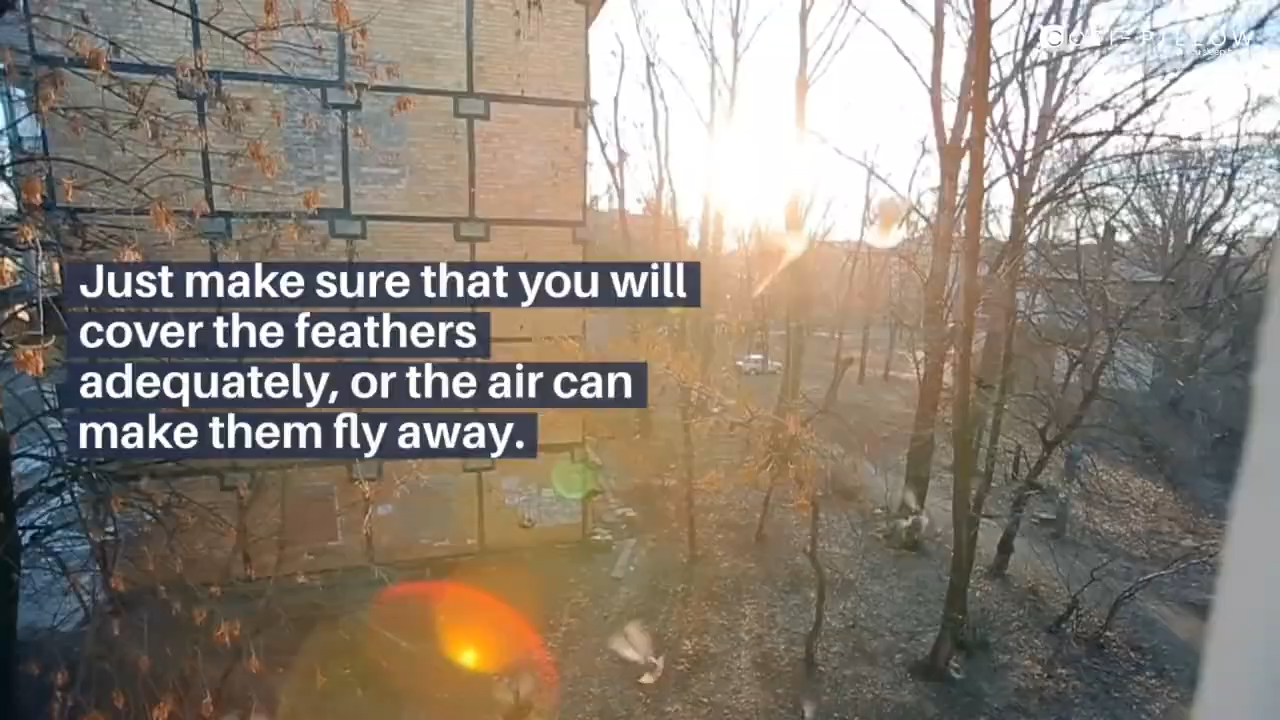 Just make sure that you will
cover the feathers
adequately, or the air can
make them fly away.